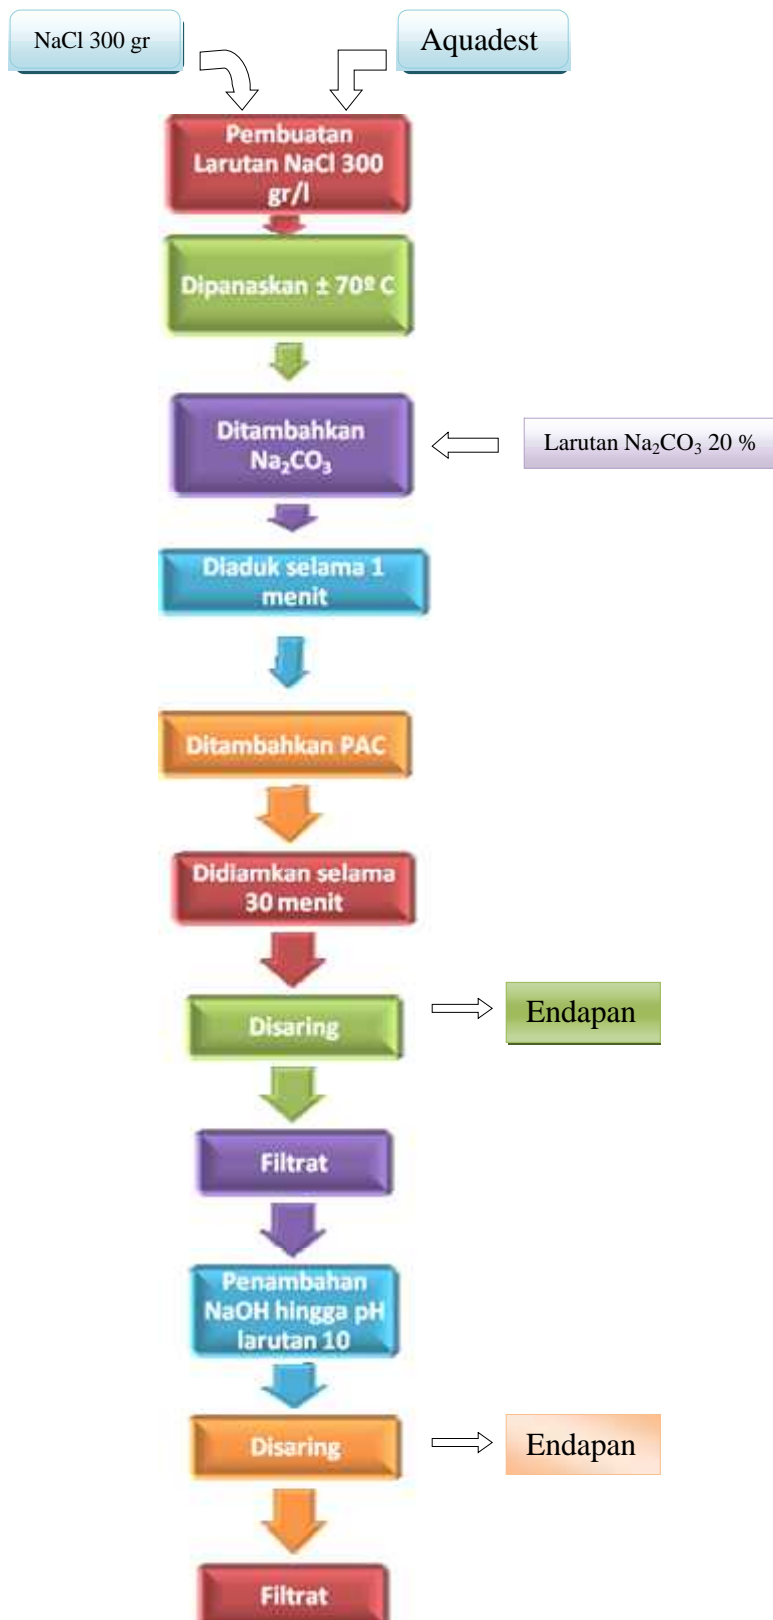 NaCl 300 gr
Aquadest
Pembuatan
Larutan NaCl 300
gr/l
Dipanaskan ± 70º C
Ditambahkan
Na₂CO₃
Larutan Na₂CO₃ 20 %
Diaduk selama 1
menit
Ditambahkan PAC
Didiamkan selama
30 menit
Disaring
Endapan
Filtrat
Penambahan
NaOH hingga pH
larutan 10
Disaring
Endapan
Filtrat